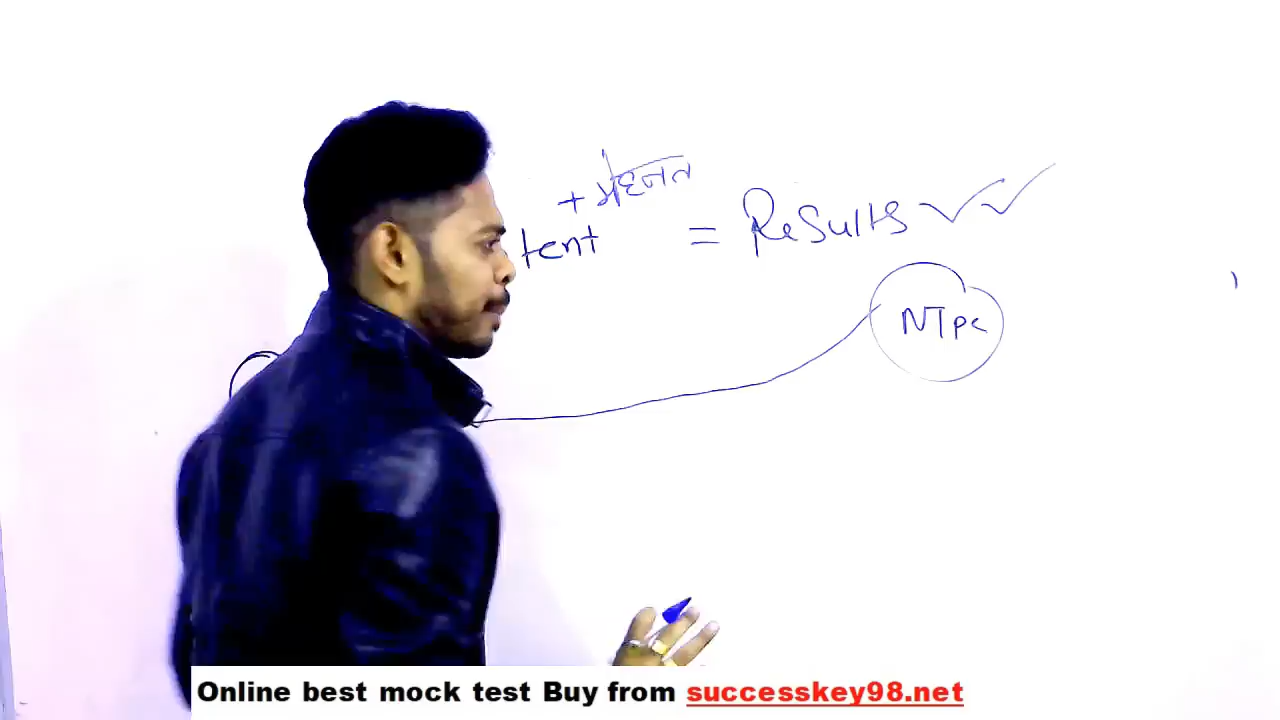 + मेहनत
tent = Results
NTPC
Online best mock test Buy from successkey98.net